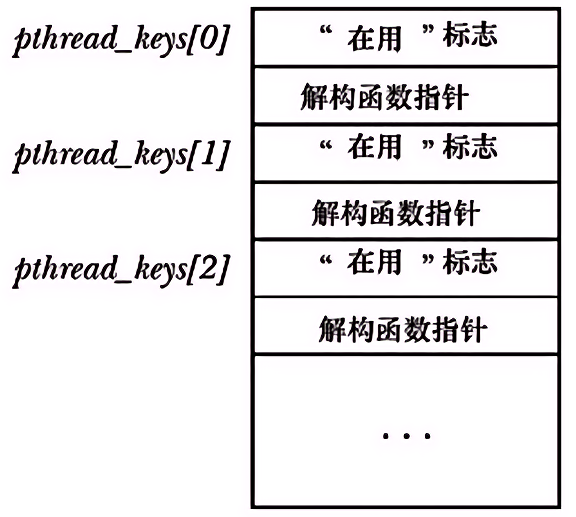 pthread_keys[0] “ 在用 ” 标志
解构函数指针
pthread_keys[1] “ 在用 ” 标志
解构函数指针
pthread_keys[2] “ 在用 ” 标志
解构函数指针
...